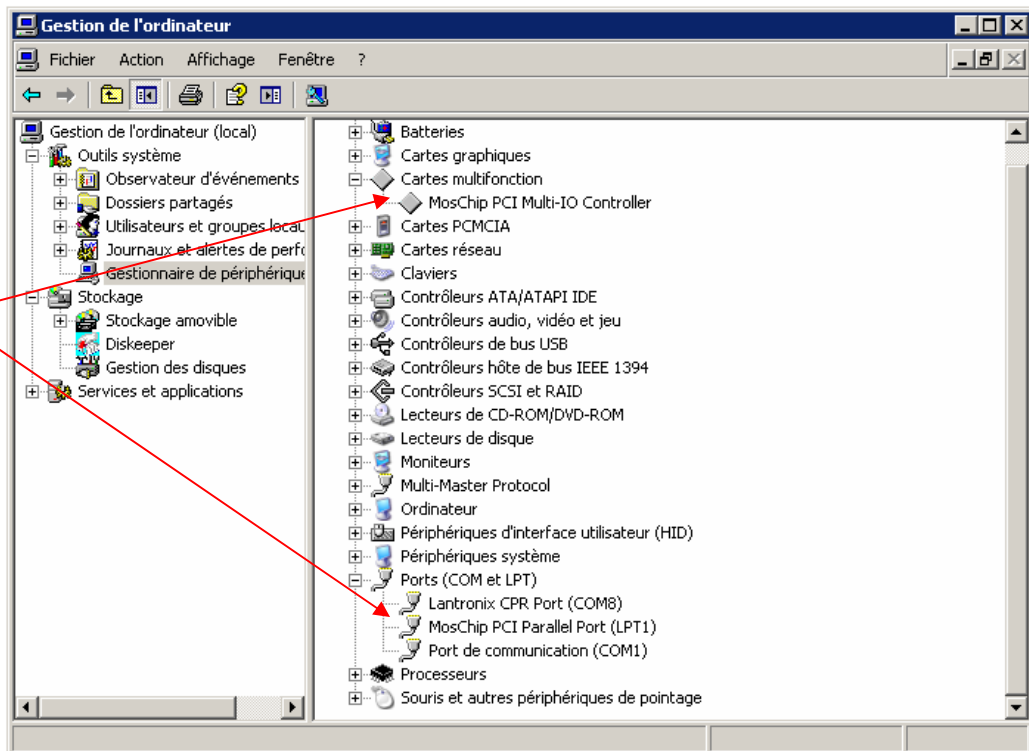 Gestion de l'ordinateur
Fichier Action Affichage Fenêtre ?
Gestion de l'ordinateur (local)
Outils système
Observateur d'événements
Dossiers partagés
Utilisateurs et groupes locau
Journaux et alertes de perfo
Gestionnaire de périphérique
Stockage
Stockage amovible
Diskeeper
Gestion des disques
Services et applications
Batteries
Cartes graphiques
Cartes multifonction
MosChip PCI Multi-IO Controller
Cartes PCMCIA
Cartes réseau
Claviers
Contrôleurs ATA/ATAPI IDE
Contrôleurs audio, vidéo et jeu
Contrôleurs de bus USB
Contrôleurs hôte de bus IEEE 1394
Contrôleurs SCSI et RAID
Lecteurs de CD-ROM/DVD-ROM
Lecteurs de disque
Moniteurs
Multi-Master Protocol
Ordinateur
Périphériques d'interface utilisateur (HID)
Périphériques système
Ports (COM et LPT)
Lantronix CPR Port (COM8)
MosChip PCI Parallel Port (LPT1)
Port de communication (COM1)
Processeurs
Souris et autres périphériques de pointage